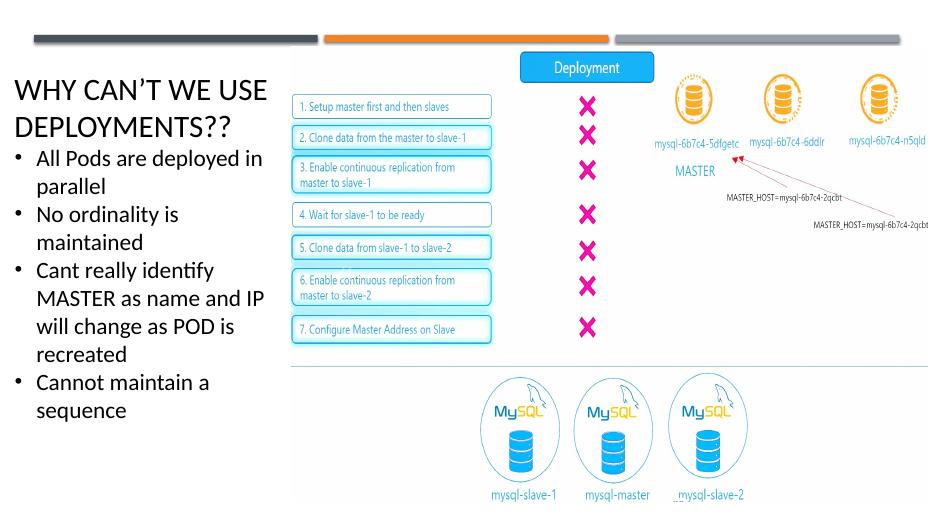 WHY CAN'T WE USE
DEPLOYMENTS??
• All Pods are deployed in
parallel
• No ordinality is
maintained
• Cant really identify
MASTER as name and IP
will change as POD is
recreated
• Cannot maintain a
sequence
Deployment
1. Setup master first and then slaves
2. Clone data from the master to slave-1
3. Enable continuous replication from
master to slave-1
4. Wait for slave-1 to be ready
5. Clone data from slave-1 to slave-2
6. Enable continuous replication from
master to slave-2
7. Configure Master Address on Slave
mysql-6b7c4-5dfgetc
mysql-6b7c4-6ddlr
mysql-6b7c4-n5qld
MASTER
MASTER_HOST=mysql-6b7c4-2qcbt
MASTER_HOST=mysql-6b7c4-2qcbt
MySQL
MySQL
MySQL
mysql-slave-1
mysql-master
mysql-slave-2